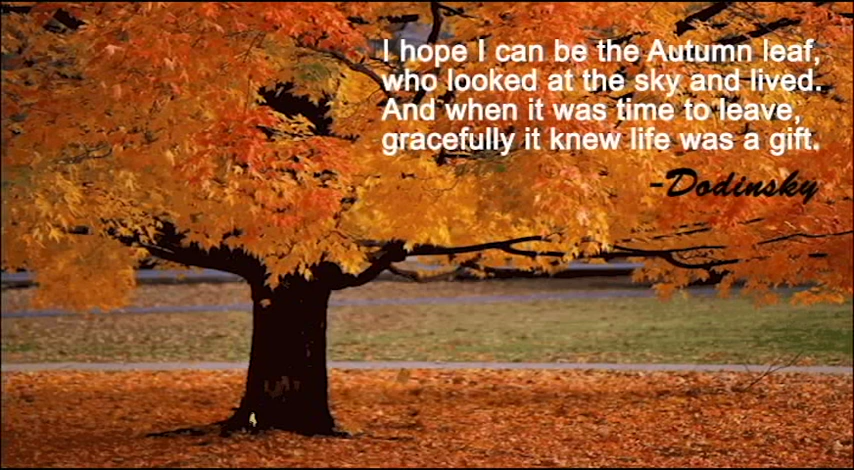 I hope I can be the Autumn leaf,
who looked at the sky and lived.
And when it was time to leave,
gracefully it knew life was a gift.
-Dodinsky